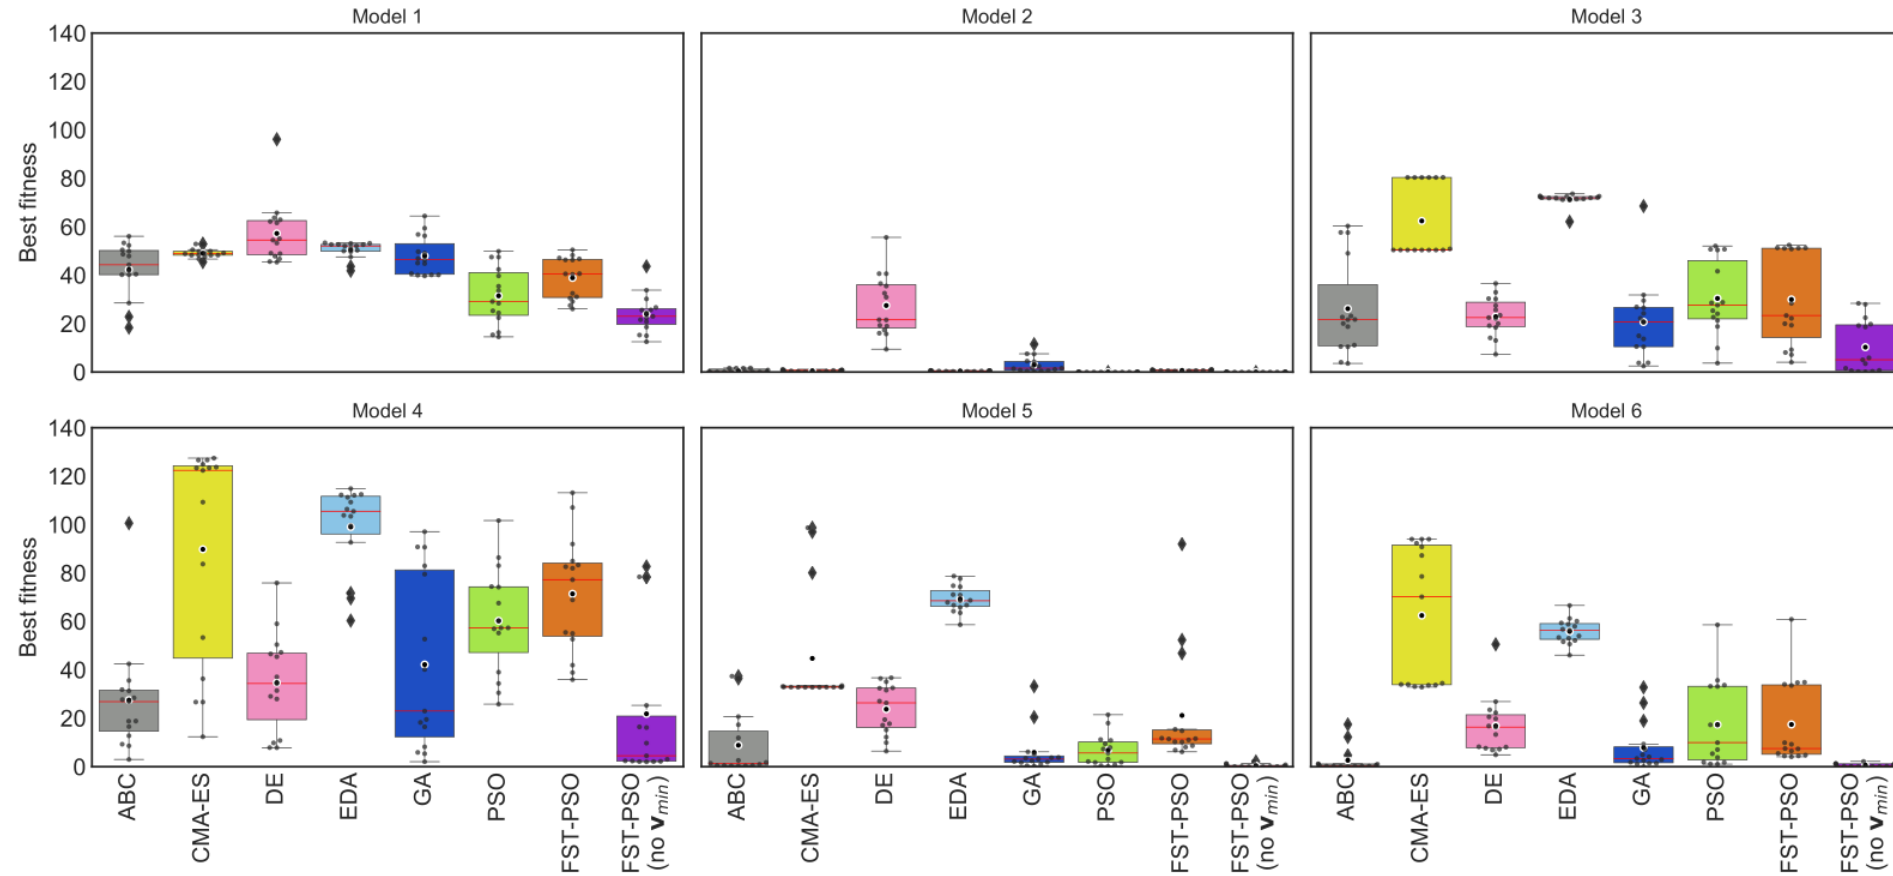 Model 1
Model 2
Model 3
Best fitness
140
120
100
80
60
40
20
0
Model 4
Model 5
Model 6
Best fitness
140
120
100
80
60
40
20
0
ABC
CMA-ES
DE
EDA
GA
PSO
FST-PSO
FST-PSO
(no v_min)
ABC
CMA-ES
DE
EDA
GA
PSO
FST-PSO
FST-PSO
(no v_min)
ABC
CMA-ES
DE
EDA
GA
PSO
FST-PSO
FST-PSO
(no v_min)